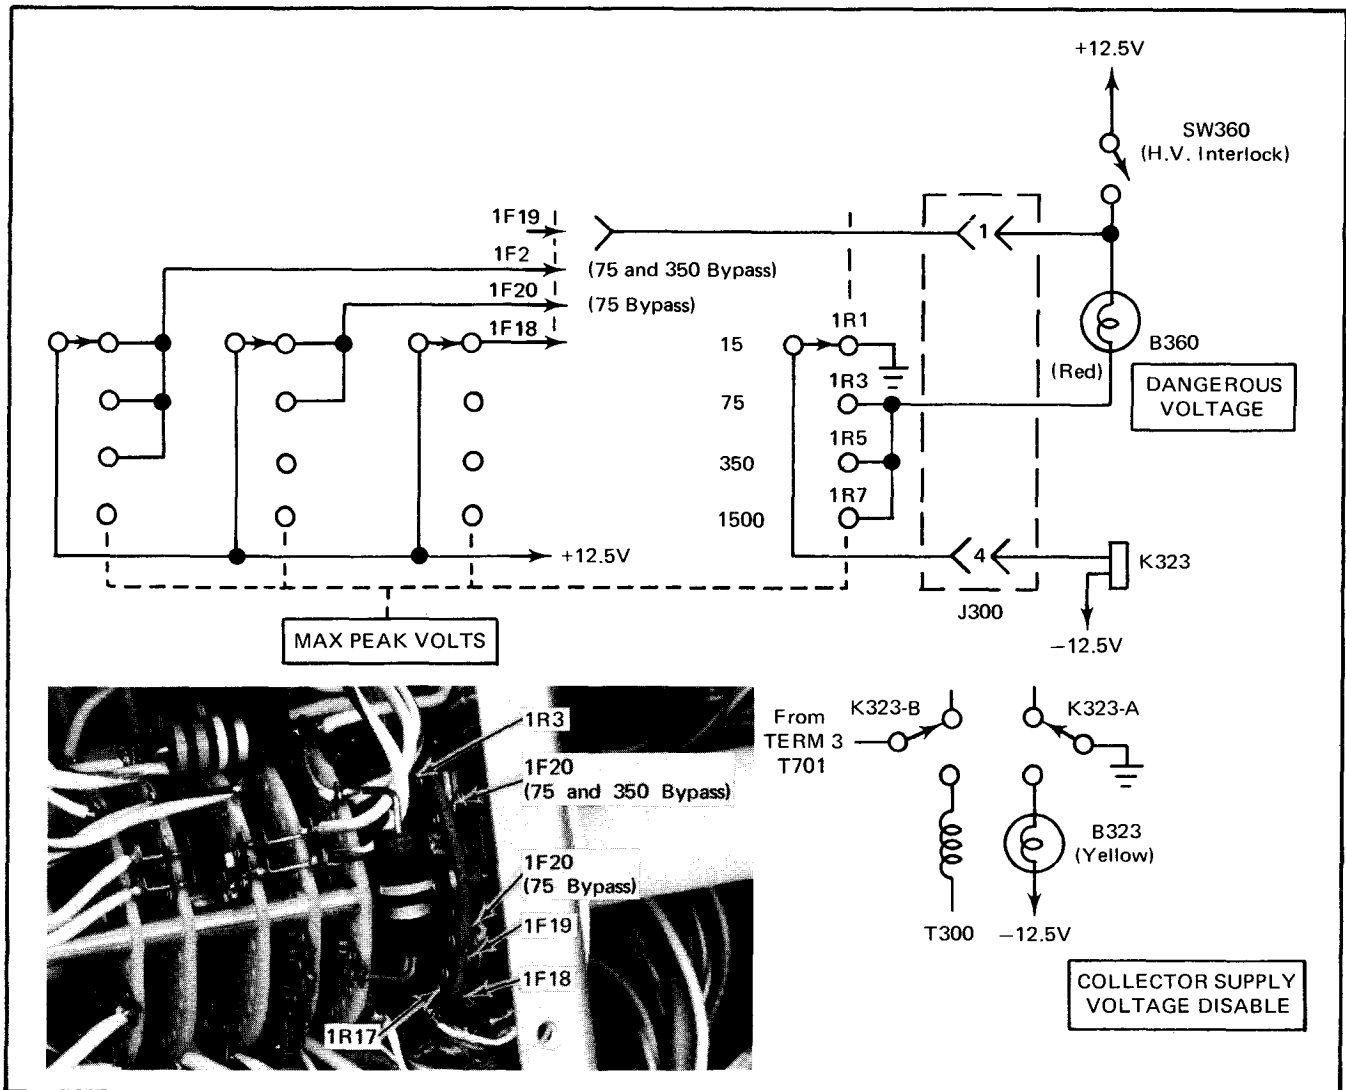 +12.5V
SW360
(H.V. Interlock)
1F19
1
1F2
(75 and 350 Bypass)
1F20
(75 Bypass)
1F18
15
1R1
B360
(Red)
DANGEROUS
VOLTAGE
1R3
75
1R5
350
1R7
1500
+12.5V
4
K323
J300
MAX PEAK VOLTS
−12.5V
1R3
1F20
(75 and 350 Bypass)
1F20
(75 Bypass)
1F19
1F18
1R17
From
TERM 3
T701
K323-B
K323-A
B323
(Yellow)
T300
−12.5V
COLLECTOR SUPPLY
VOLTAGE DISABLE